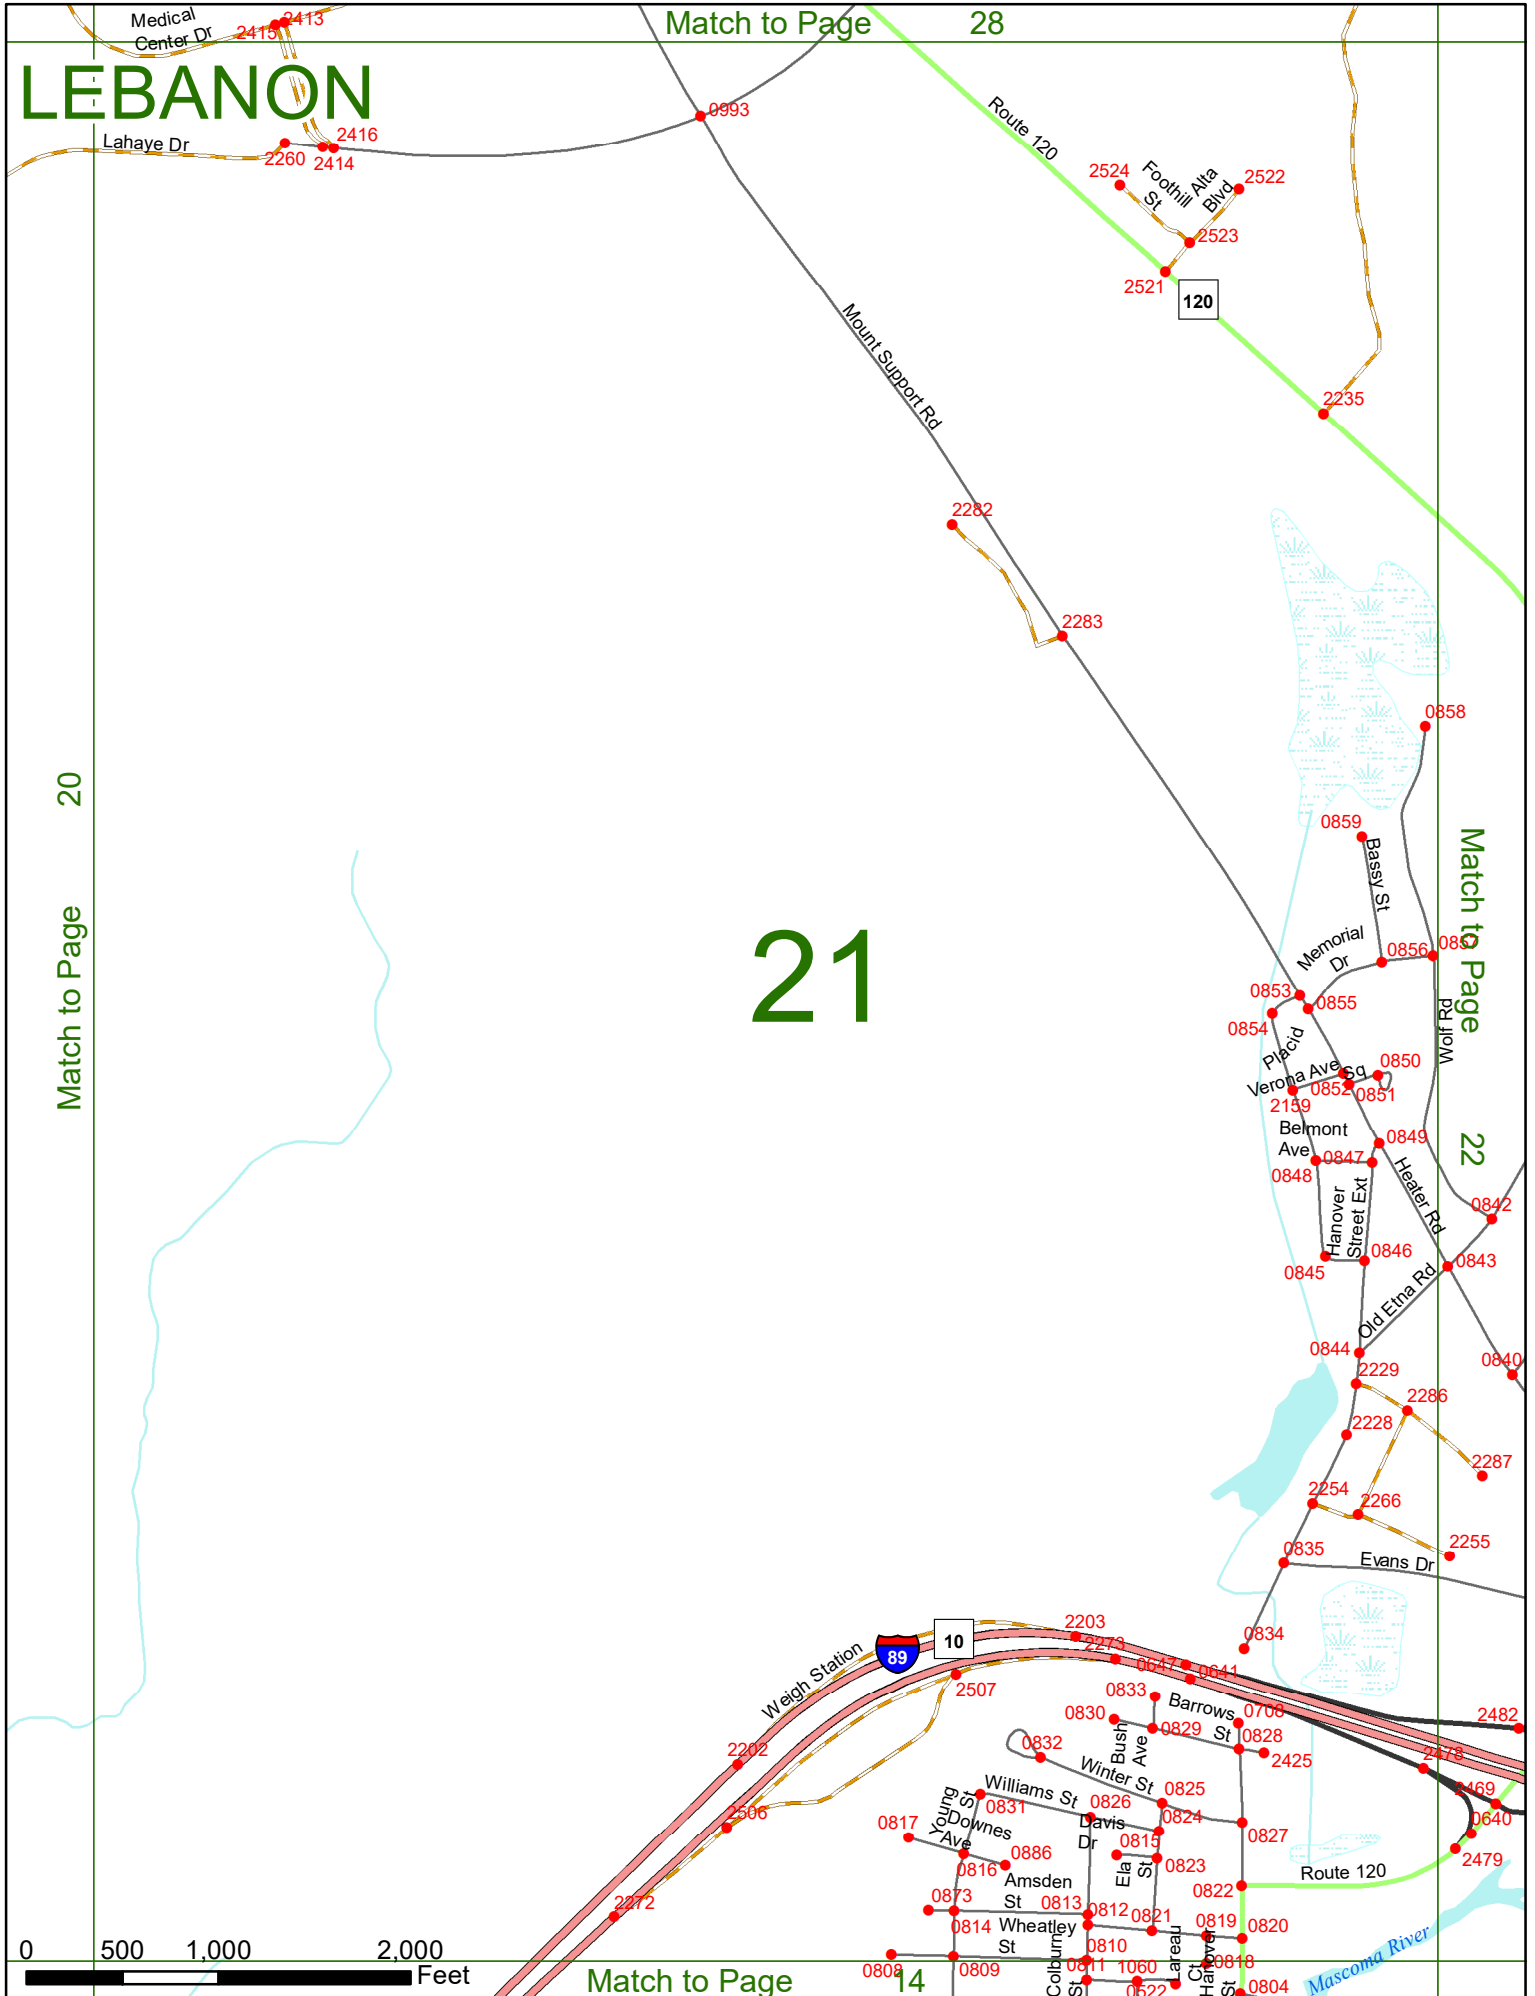 Match to Page 28
Medical
Center Dr
2415
2413
LEBANON
Lahaye Dr
2260
2416
2414
0993
Route 120
2524
Foothill
St
Alta
Blvd
2522
2523
2521
120
Mount Support Rd
2235
2282
2283
0858
Match to Page 20
21
0859
Bassy St
Match to Page 22
Memorial
Dr
0856
0857
0853
0855
0854
Wolf Rd
Placid
Sq
Verona Ave
0852
0850
0851
2159
Belmont
Ave
0849
0847
0848
Heater Rd
Hanover
Street Ext
0842
0846
0845
0843
Old Etna Rd
0844
0840
2229
2286
2228
2287
2254
2266
2255
0835
Evans Dr
0834
2203
10
89
2273
0647
0641
Weigh Station
2507
0833
Barrows
St
0830
Bush
Ave
0829
0708
0828
2425
2482
2202
0832
Winter St
2478
2469
Williams St
0831
0826
0825
0824
Davis
Dr
0640
2506
Young
St
0817
Downes
Ave
0827
0815
0886
0816
Ela
St
0823
2479
Route 120
Amsden
St
0822
2272
0873
0813
0812
0814
Wheatley
St
0821
0819
0820
0810
Colburn
St
Lareau
Ct
Hanover
St
0818
0808
0809
0811
1060
0522
0804
Mascoma River
0 500 1,000 2,000
Feet
Match to Page 14